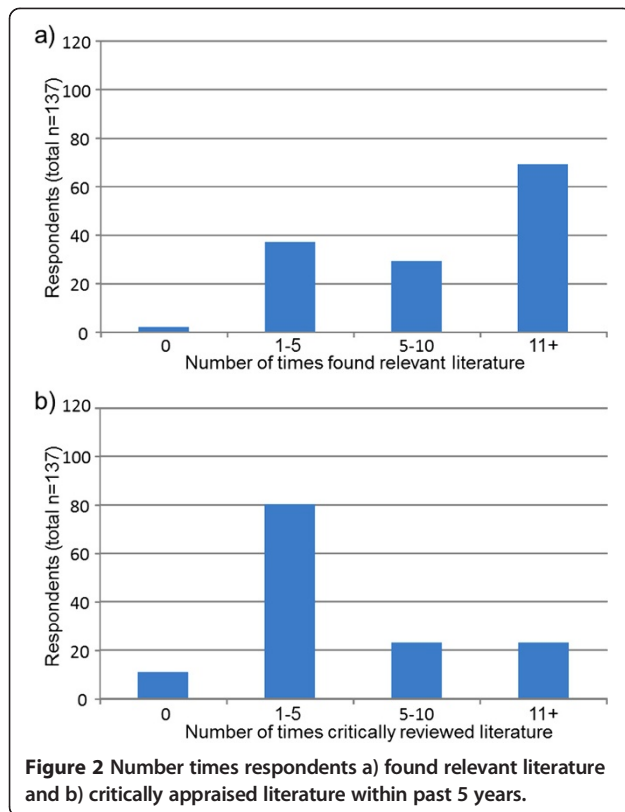 a)
120
100
80
60
40
20
0
Respondents (total n=137)
0 1-5 5-10 11+
Number of times found relevant literature
b)
120
100
80
60
40
20
0
Respondents (total n=137)
0 1-5 5-10 11+
Number of times critically reviewed literature
Figure 2 Number times respondents a) found relevant literature
and b) critically appraised literature within past 5 years.